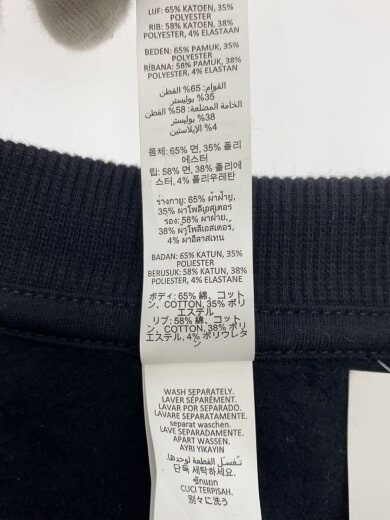 LIJF: 65% KATOEN, 35%
POLYESTER
RIB: 58% KATOEN, 38%
POLYESTER, 4% ELASTAAN
BEDEN: 65% PAMUK, 35%
POLYESTER
RİBANA: 58% PAMUK, 38%
POLYESTER, 4% ELASTAN
القوام: 65% القطن
35% بوليستر
الخامة المضلعة: 58% القطن
38% بوليستر
4% الإيلاستين
몸체: 65% 면, 35% 폴리
에스터
립: 58% 면, 38% 폴리에
스터, 4% 폴리우레탄
ร่างกาย: 65% ผ้าฝ้าย,
35% ผาโพลีเอสเตอร์
รอง: 58% ผ้าฝ้าย,
38% ผาโพลีเอสเตอร์,
4% ผ้าอีลาสเทน
BADAN: 65% KATUN, 35%
POLIESTER
BERUSUK: 58% KATUN, 38%
POLIESTER, 4% ELASTANE
ボディ: 65% 綿、コット
ン、COTTON, 35% ポリ
エステル
リブ: 58% 綿、コット
ン、COTTON, 38% ポリ
エステル, 4% ポリウレタ
ン
WASH SEPARATELY.
LAVER SÉPARÉMENT.
LAVAR POR SEPARADO.
LAVARE SEPARATAMENTE.
separat waschen.
LAVE SEPARADAMENTE.
APART WASSEN.
AYRI YIKAYIN
تُغسل القطعة لوحدها.
단독 세탁하세요.
ซักแยก
CUCI TERPISAH.
別々に洗う